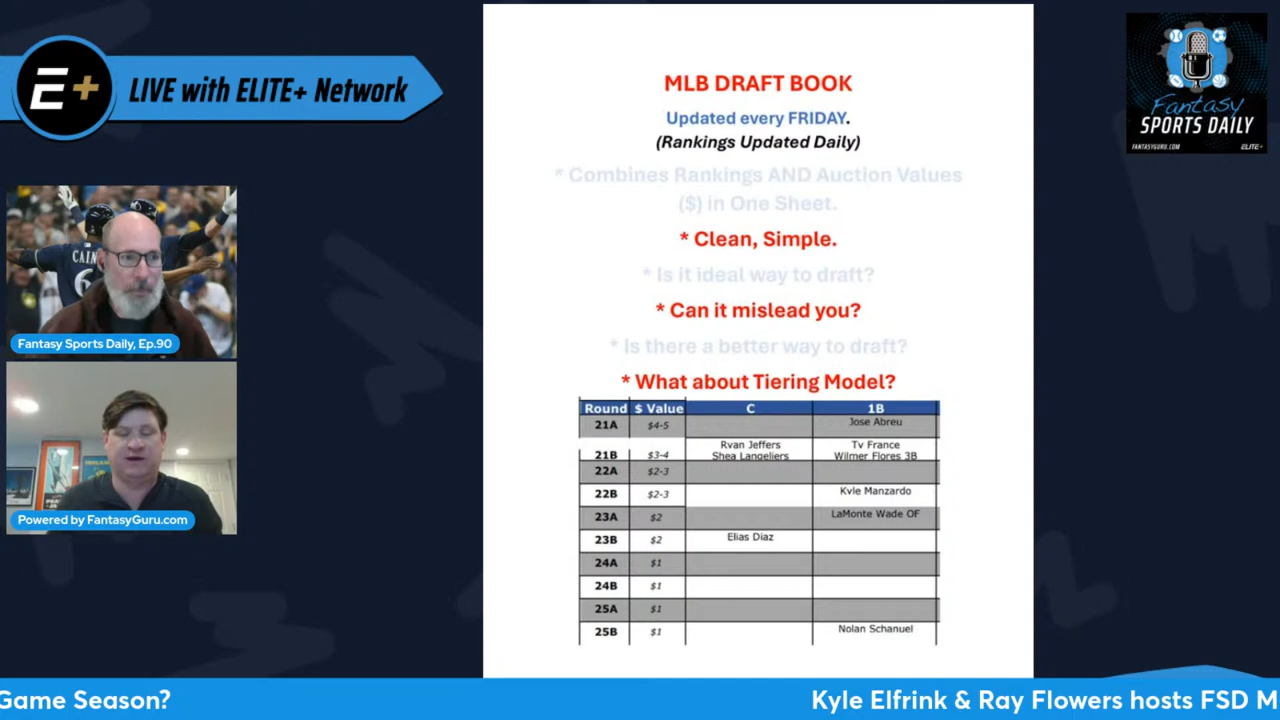 E+ LIVE with ELITE+ Network
MLB DRAFT BOOK
Updated every FRIDAY.
(Rankings Updated Daily)
* Combines Rankings AND Auction Values
($) in One Sheet.
* Clean, Simple.
* Is it ideal way to draft?
* Can it mislead you?
* Is there a better way to draft?
* What about Tiering Model?
Round $ Value C 1B
21A $4-5 Jose Abreu
Ryan Jeffers Ty France
21B $3-4 Shea Langeliers Wilmer Flores 3B
22A $2-3
22B $2-3 Kyle Manzardo
23A $2 LaMonte Wade OF
23B $2 Elias Diaz
24A $1
24B $1
25A $1
25B $1 Nolan Schanuel
Fantasy
SPORTS DAILY
FANTASYGURU.COM ELITE+
CAIN
6
Fantasy Sports Daily, Ep.90
Powered by FantasyGuru.com
Game Season? Kyle Elfrink & Ray Flowers hosts FSD M